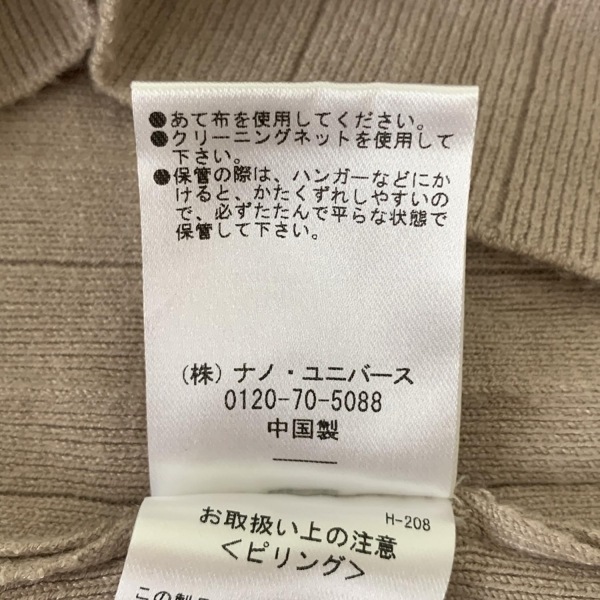 ●あて布を使用してください。
●クリーニングネットを使用して
下さい。
●保管の際は、ハンガーなどにか
けると、かたくずれしやすいの
で、必ずたたんで平らな状態で
保管して下さい。
(株)ナノ・ユニバース
0120-70-5088
中国製
H-208
お取扱い上の注意
<ピリング>
この製